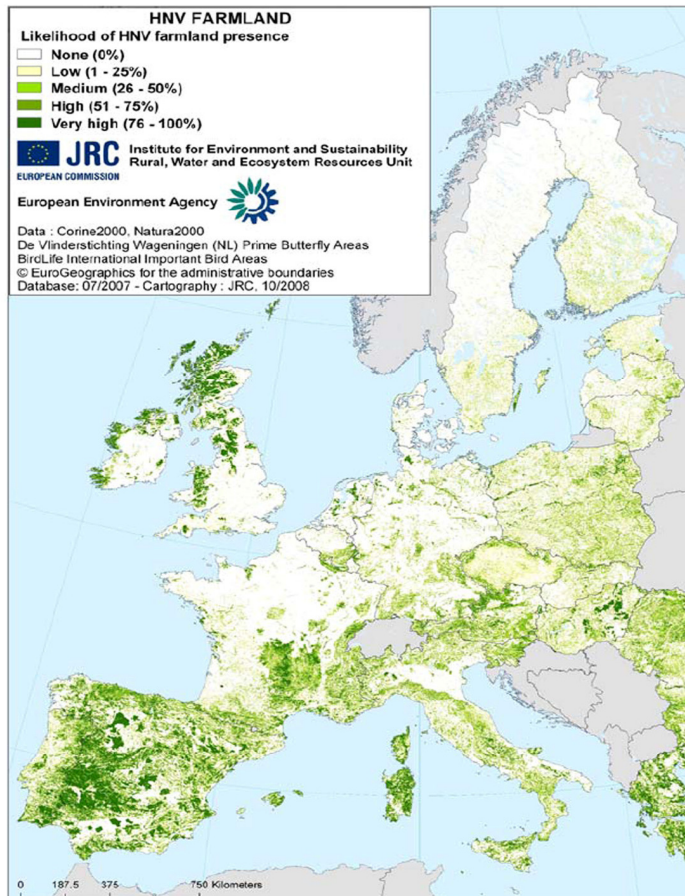 HNV FARMLAND
Likelihood of HNV farmland presence
None (0%)
Low (1 - 25%)
Medium (26 - 50%)
High (51 - 75%)
Very high (76 - 100%)
JRC
EUROPEAN COMMISSION
Institute for Environment and Sustainability
Rural, Water and Ecosystem Resources Unit
European Environment Agency
Data : Corine2000, Natura2000
De Vlinderstichting Wageningen (NL) Prime Butterfly Areas
BirdLife International Important Bird Areas
© EuroGeographics for the administrative boundaries
Database: 07/2007 - Cartography : JRC, 10/2008
0 187.5 375 750 Kilometers